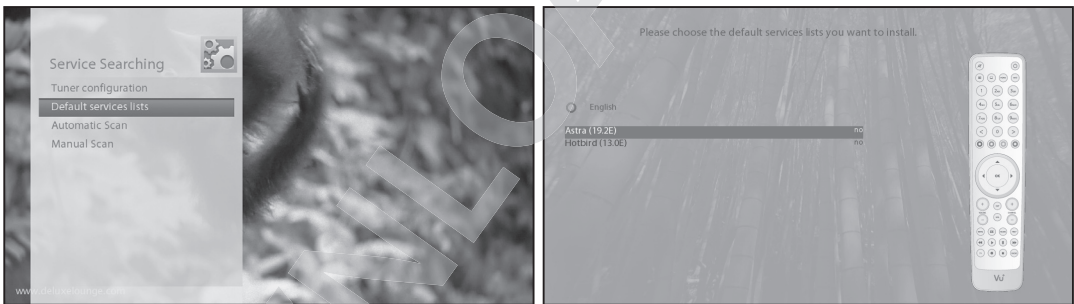 Service Searching
Tuner configuration
Default services lists
Automatic Scan
Manual Scan
Please choose the default services lists you want to install.
English
Astra (19.2E) no
Hotbird (13.0E) no
OK